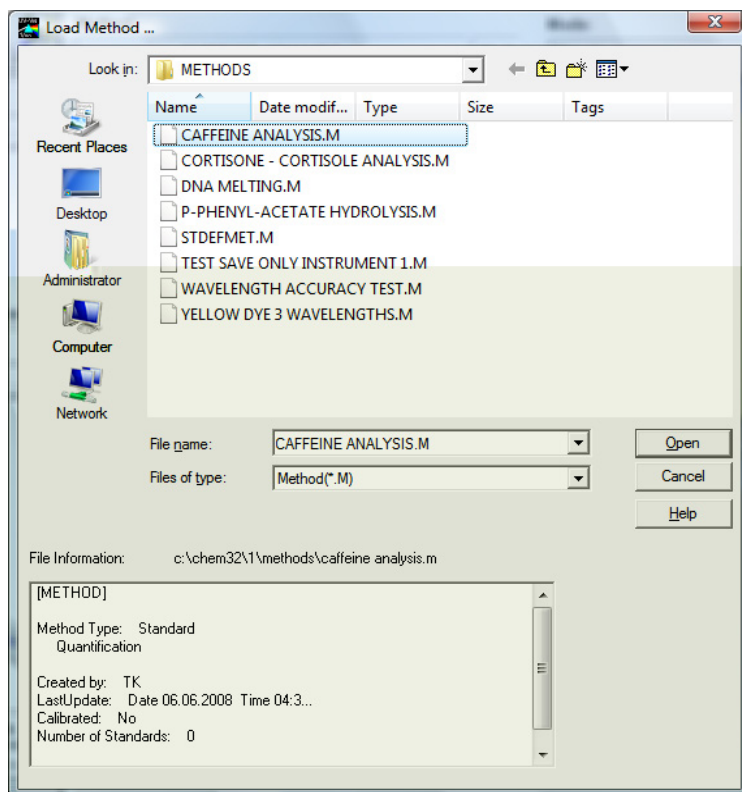 Load Method ...
Look in: METHODS
Name Date modif... Type Size Tags
Recent Places
Desktop
Administrator
Computer
Network
CAFFEINE ANALYSIS.M
CORTISONE - CORTISOLE ANALYSIS.M
DNA MELTING.M
P-PHENYL-ACETATE HYDROLYSIS.M
STDEFMET.M
TEST SAVE ONLY INSTRUMENT 1.M
WAVELENGTH ACCURACY TEST.M
YELLOW DYE 3 WAVELENGTHS.M
File name: CAFFEINE ANALYSIS.M Open
Files of type: Method(*.M) Cancel
Help
File Information: c:\chem32\1\methods\caffeine analysis.m
[METHOD]
Method Type: Standard
Quantification
Created by: TK
LastUpdate: Date 06.06.2008 Time 04:3...
Calibrated: No
Number of Standards: 0